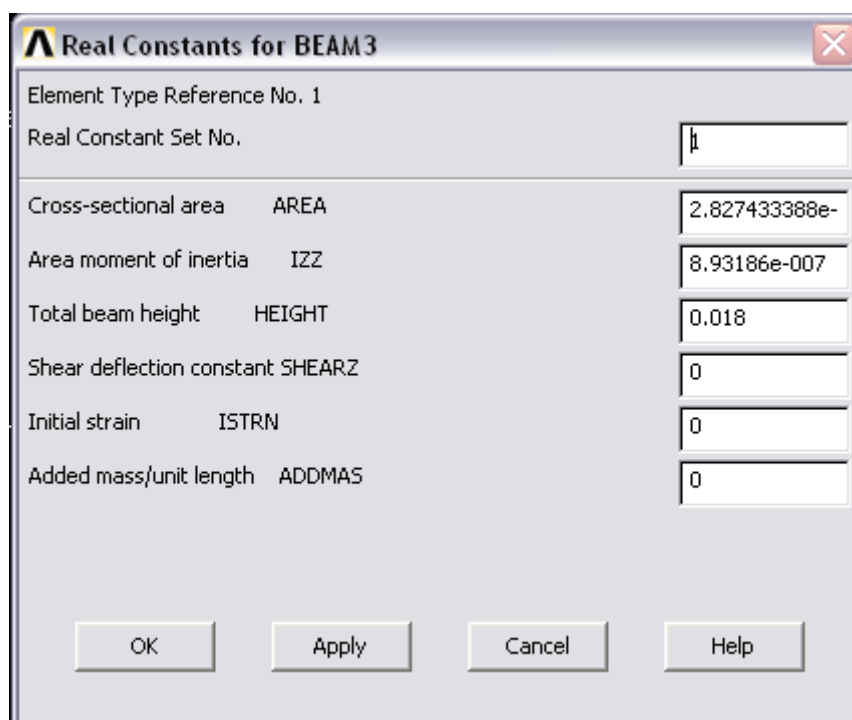 Real Constants for BEAM3
Element Type Reference No. 1
Real Constant Set No. 1
Cross-sectional area AREA 2.827433388e-
Area moment of inertia IZZ 8.93186e-007
Total beam height HEIGHT 0.018
Shear deflection constant SHEARZ 0
Initial strain ISTRN 0
Added mass/unit length ADDMAS 0
OK Apply Cancel Help